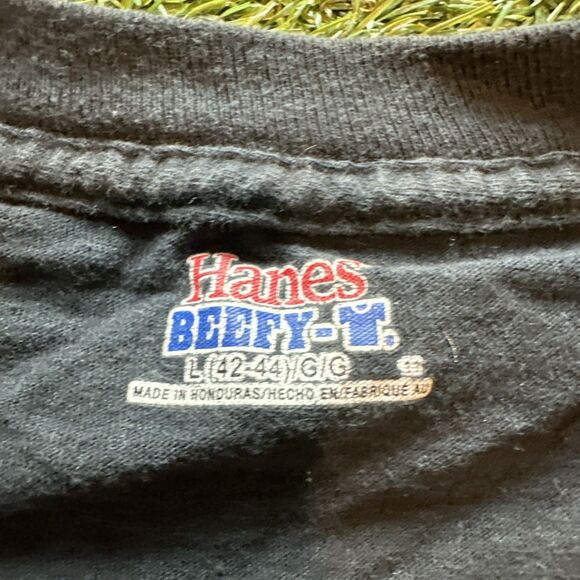 Hanes
BEEFY-T.
L (42-44)/G/G
MADE IN HONDURAS/HECHO EN/FABRIQUE AU